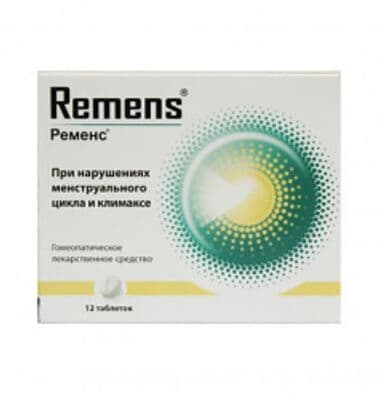 Remens®
Ременс®
При нарушениях
менструального
цикла и климаксе
Гомеопатическое
лекарственное средство
12 таблеток